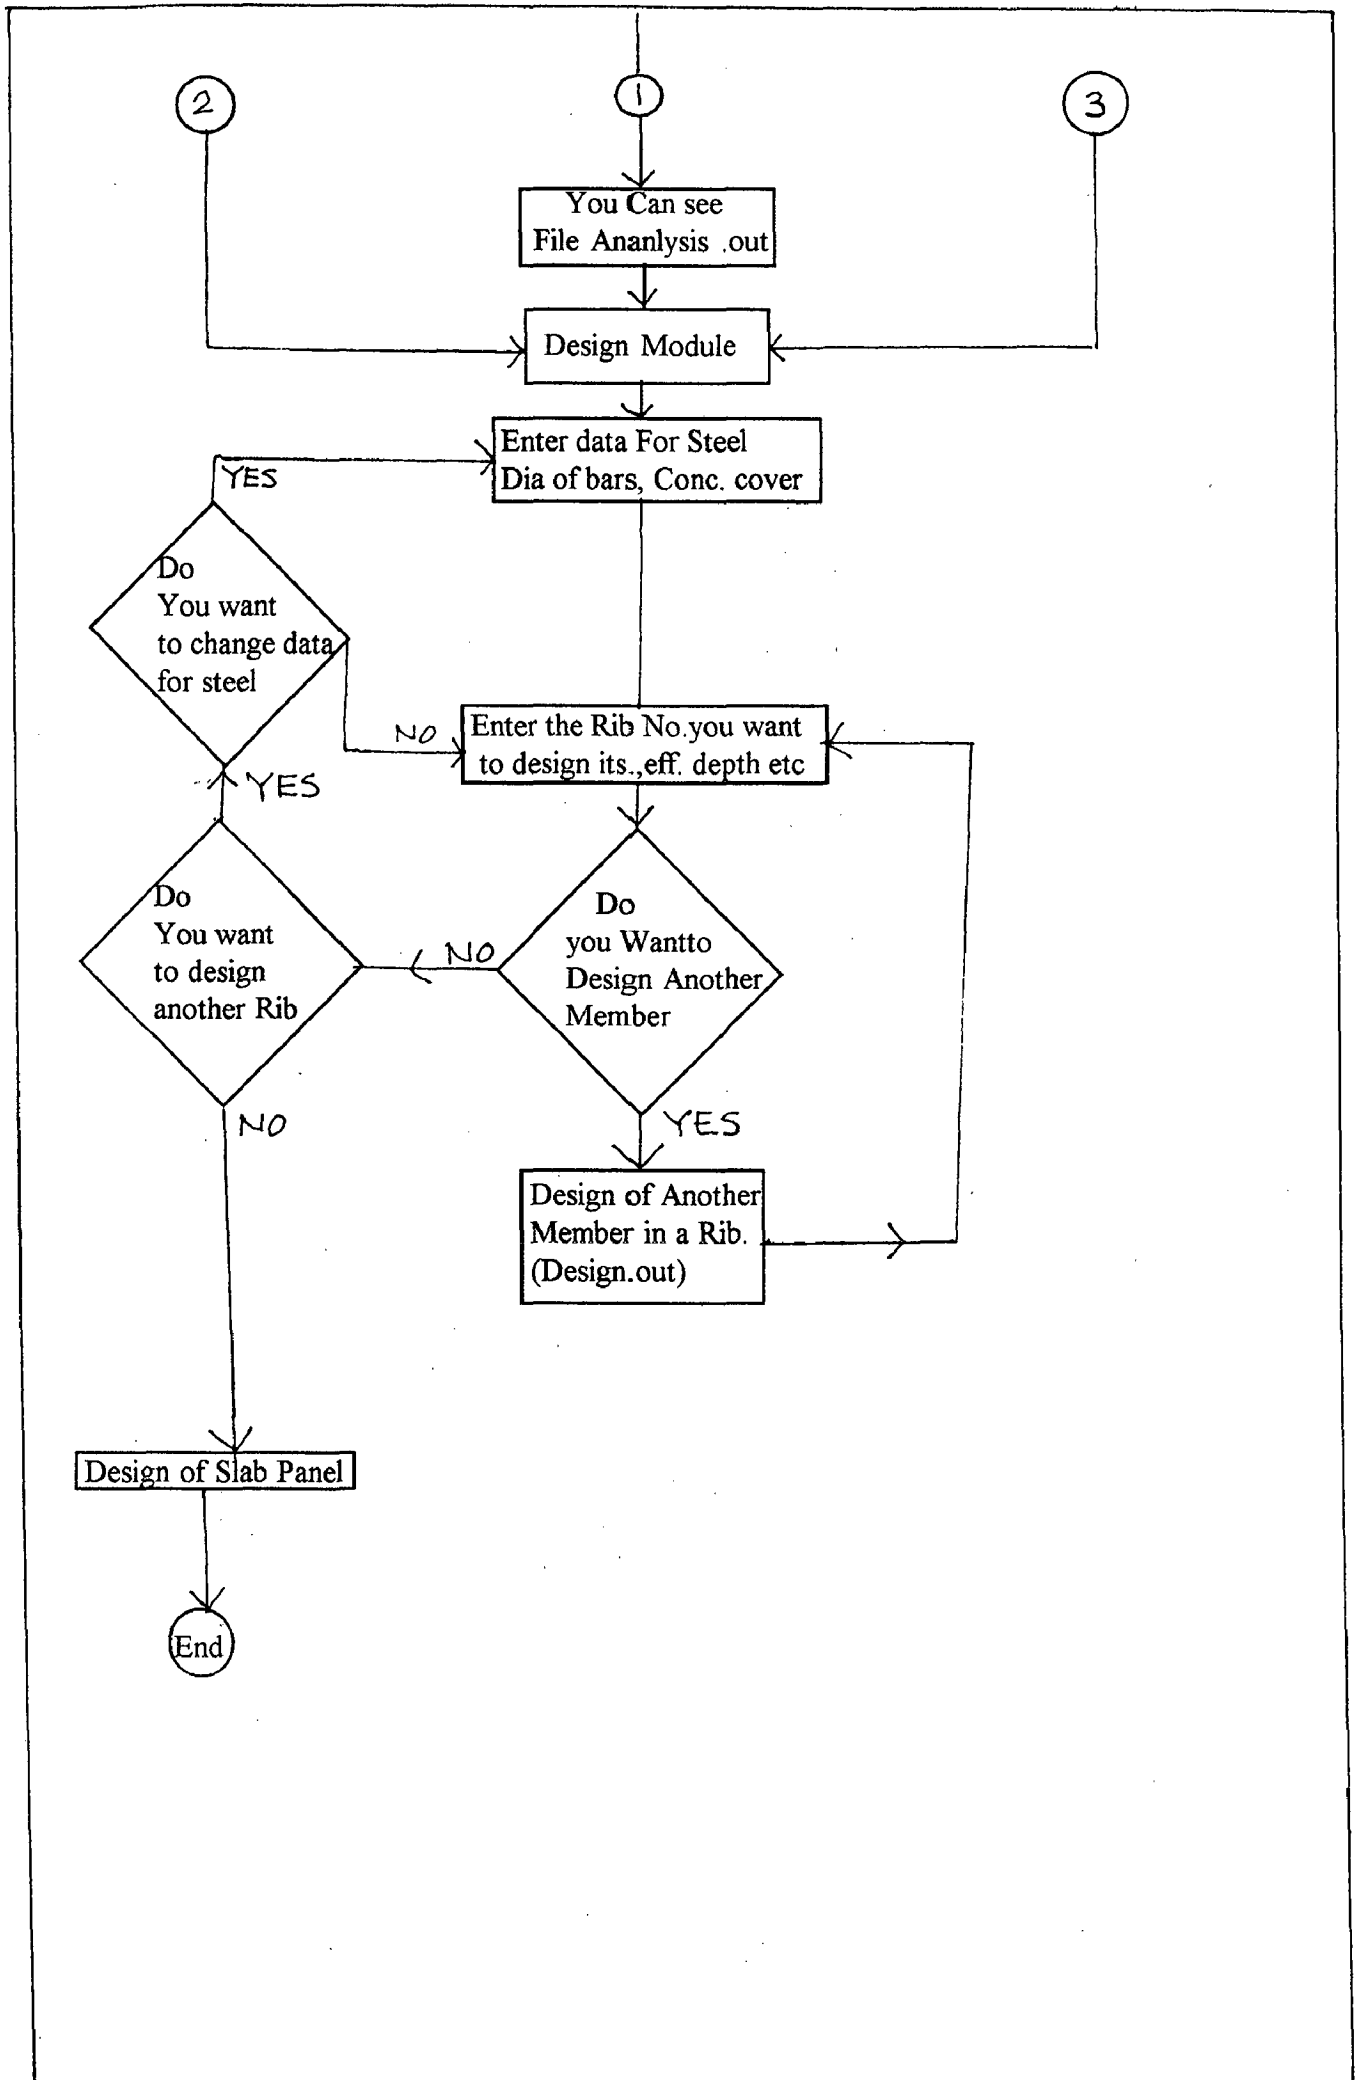 2
1
3
You Can see
File Ananlysis .out
Design Module
Enter data For Steel
Dia of bars, Conc. cover
YES
Do
You want
to change data
for steel
NO
Enter the Rib No.you want
to design its.,eff. depth etc
YES
Do
You want
to design
another Rib
NO
Do
you Wantto
Design Another
Member
NO
YES
Design of Another
Member in a Rib.
(Design.out)
Design of Slab Panel
End